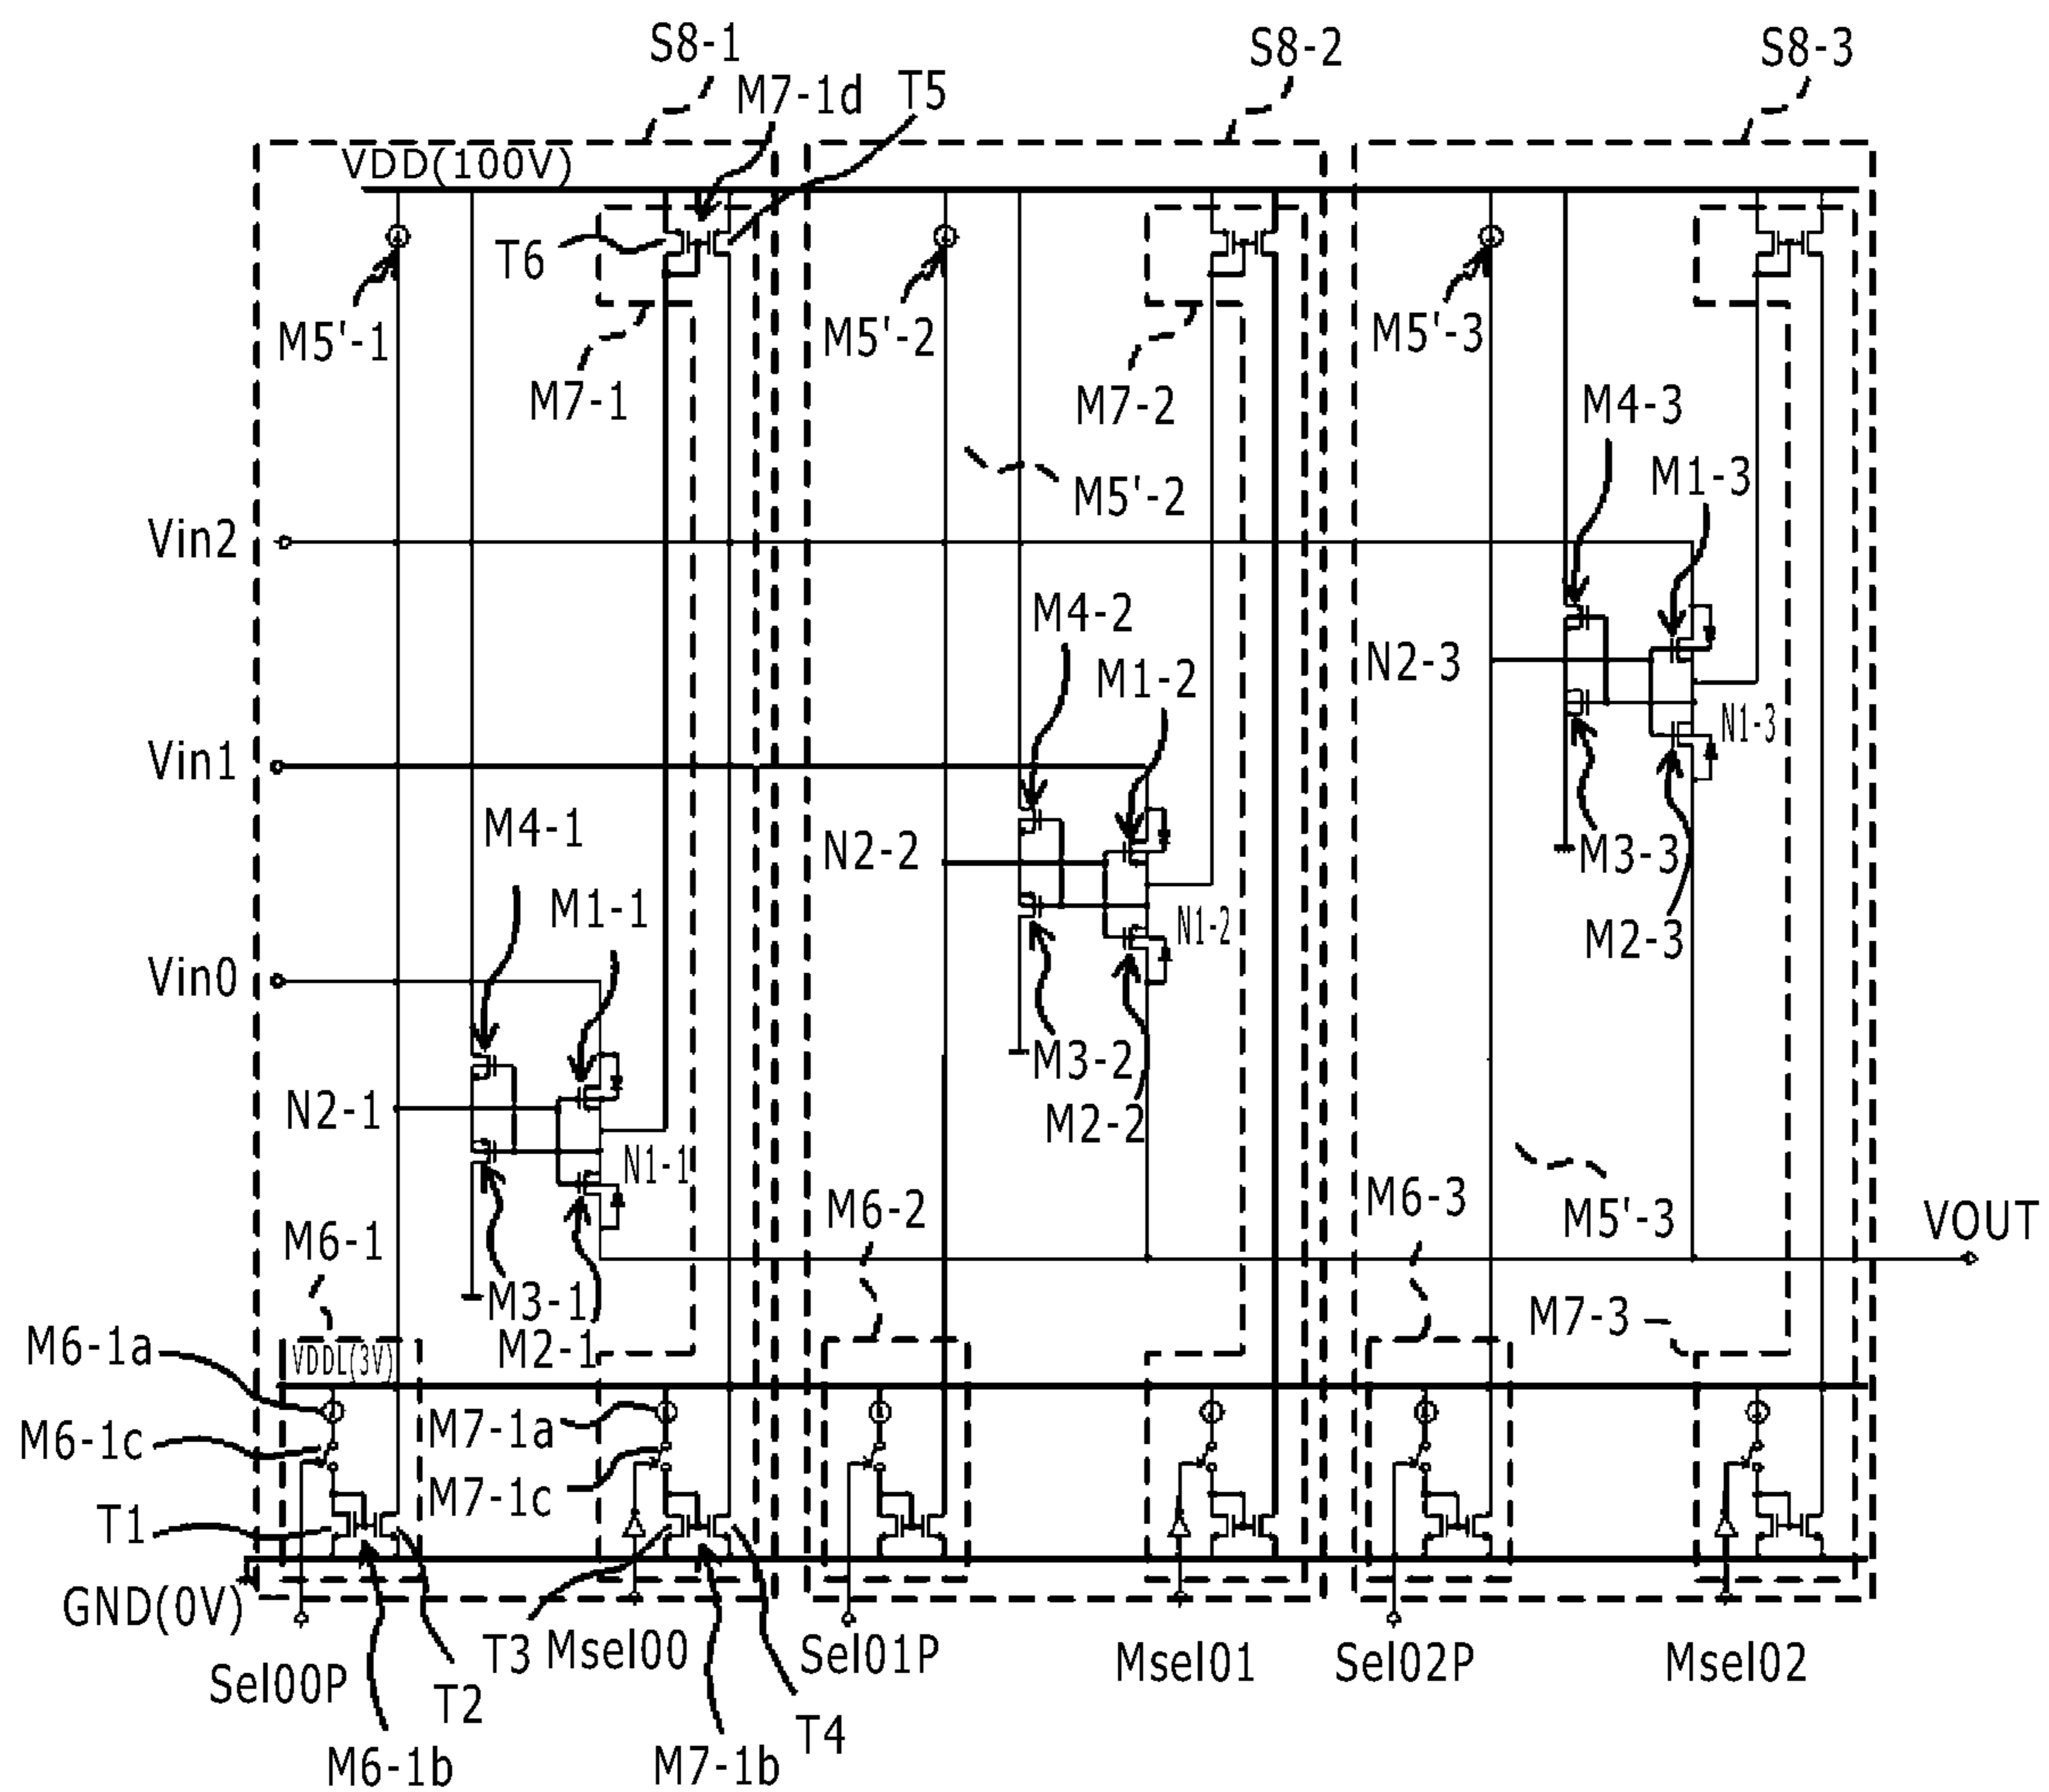 S8-1
S8-2
S8-3
M7-1d
T5
VDD(100V)
T6
M5'-1
M5'-2
M5'-3
M7-1
M7-2
M4-3
M1-3
M5'-2
Vin2
M4-2
M1-2
N2-3
N1-3
Vin1
M4-1
N2-2
M3-3
M1-1
N1-2
M2-3
Vin0
M3-2
N2-1
M2-2
N1-1
M6-2
M6-3
M5'-3
VOUT
M6-1
M3-1
M7-3
M2-1
M6-1a
VDDL(3V)
M7-1a
M6-1c
M7-1c
T1
GND(0V)
T3
Msel00
Sel01P
Msel01
Sel02P
Msel02
Sel00P
T2
T4
M6-1b
M7-1b